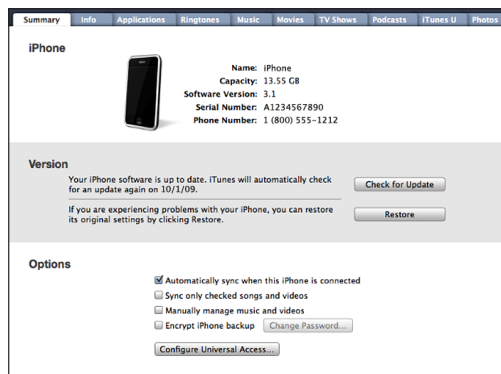 Summary Info Applications Ringtones Music Movies TV Shows Podcasts iTunes U Photos
iPhone
Name: iPhone
Capacity: 13.55 GB
Software Version: 3.1
Serial Number: A1234567890
Phone Number: 1 (800) 555-1212
Version
Your iPhone software is up to date. iTunes will automatically check
for an update again on 10/1/09.
Check for Update
If you are experiencing problems with your iPhone, you can restore
its original settings by clicking Restore.
Restore
Options
Automatically sync when this iPhone is connected
Sync only checked songs and videos
Manually manage music and videos
Encrypt iPhone backup Change Password...
Configure Universal Access...